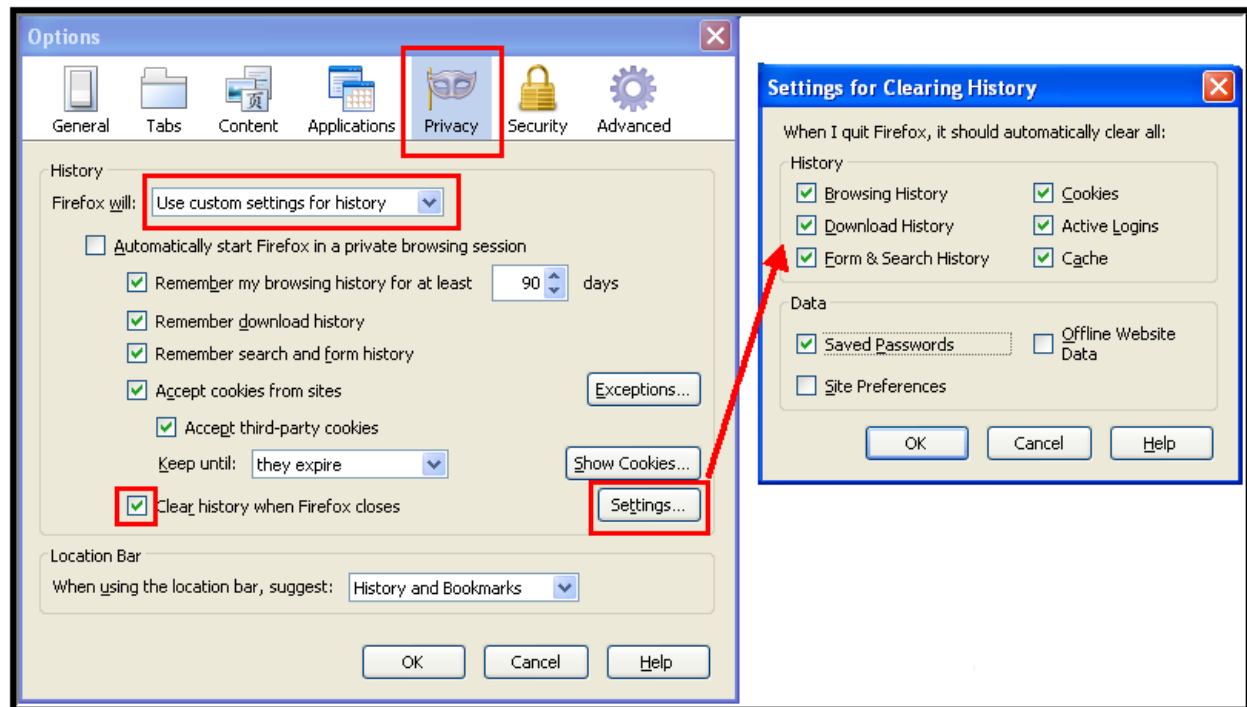 Options
General Tabs Content Applications Privacy Security Advanced
页
History
Firefox will: Use custom settings for history
Automatically start Firefox in a private browsing session
Remember my browsing history for at least 90 days
Remember download history
Remember search and form history
Accept cookies from sites Exceptions...
Accept third-party cookies
Keep until: they expire Show Cookies...
Clear history when Firefox closes Settings...
Location Bar
When using the location bar, suggest: History and Bookmarks
OK Cancel Help
Settings for Clearing History
When I quit Firefox, it should automatically clear all:
History
Browsing History Cookies
Download History Active Logins
Form & Search History Cache
Data
Saved Passwords Offline Website
Data
Site Preferences
OK Cancel Help